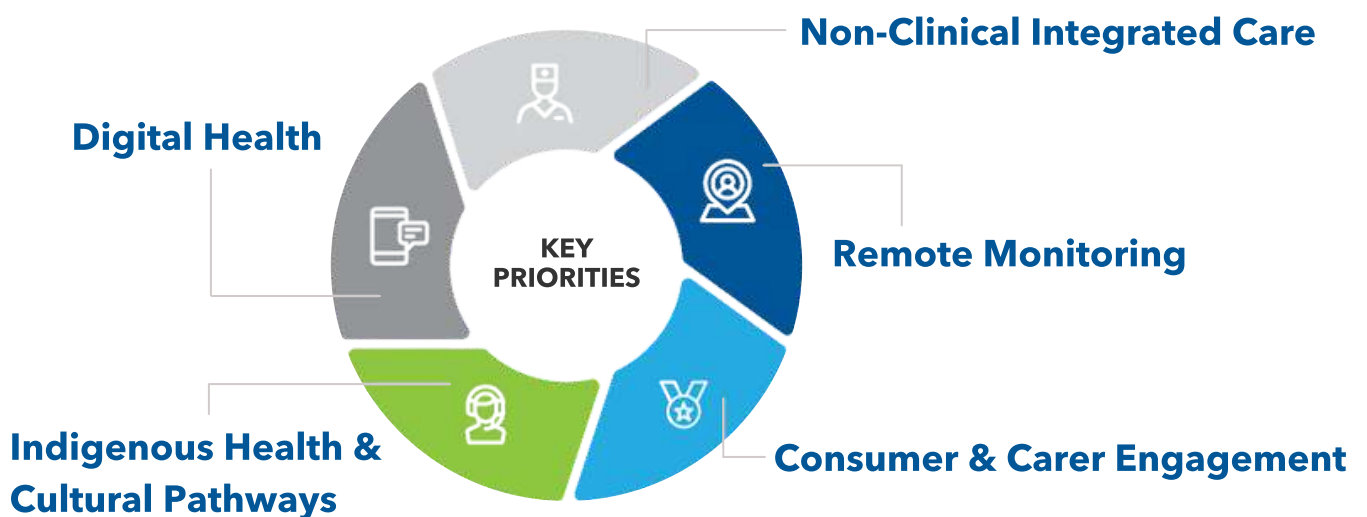 Non-Clinical Integrated Care
Digital Health
Remote Monitoring
KEY
PRIORITIES
Indigenous Health &
Cultural Pathways
Consumer & Carer Engagement